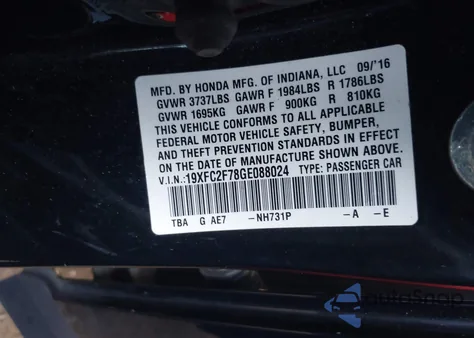 MFD. BY HONDA MFG. OF INDIANA, LLC 09/'16
GVWR 3737LBS GAWR F 1984LBS R 1786LBS
GVWR 1695KG GAWR F 900KG R 810KG
THIS VEHICLE CONFORMS TO ALL APPLICABLE
FEDERAL MOTOR VEHICLE SAFETY, BUMPER,
AND THEFT PREVENTION STANDARDS IN EFFECT
ON THE DATE OF MANUFACTURE SHOWN ABOVE.
V.I.N.:19XFC2F78GE088024 TYPE: PASSENGER CAR
TBA G AE7 -NH731P -A -E
autoSnap